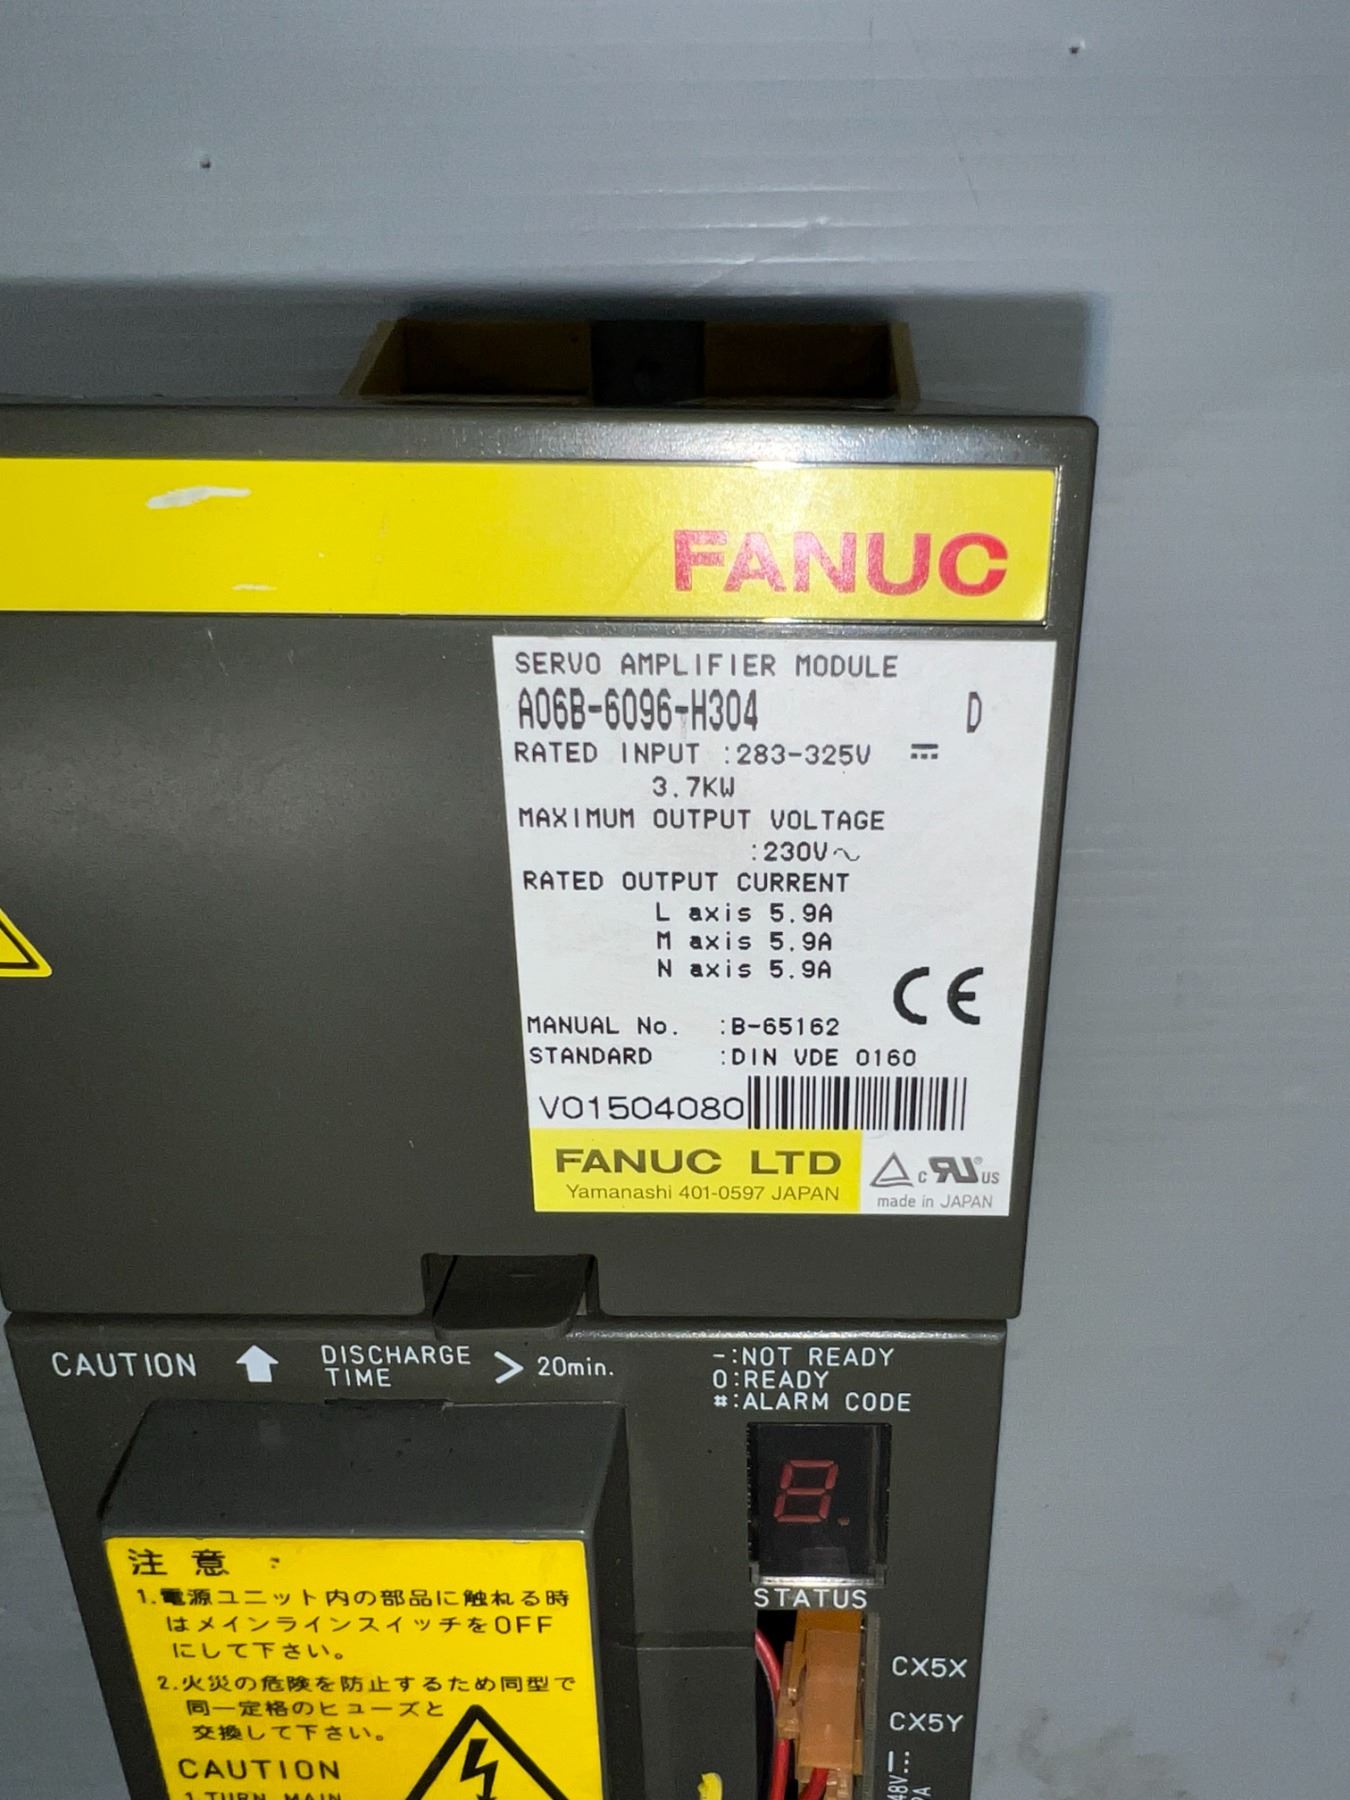 FANUC
SERVO AMPLIFIER MODULE
A06B-6096-H304 D
RATED INPUT :283-325V ⎓
3.7KW
MAXIMUM OUTPUT VOLTAGE
:230V~
RATED OUTPUT CURRENT
L axis 5.9A
M axis 5.9A
N axis 5.9A
CE
MANUAL No. :B-65162
STANDARD :DIN VDE 0160
V01504080
FANUC LTD
Yamanashi 401-0597 JAPAN
c RU US
made in JAPAN
CAUTION
DISCHARGE
TIME
> 20min.
-:NOT READY
0:READY
#:ALARM CODE
8.
STATUS
CX5X
CX5Y
注 意
1.電源ユニット内の部品に触れる時
はメインラインスイッチをOFF
にして下さい。
2.火災の危険を防止するため同型で
同一定格のヒューズと
交換して下さい。
CAUTION
1.TURN MAIN